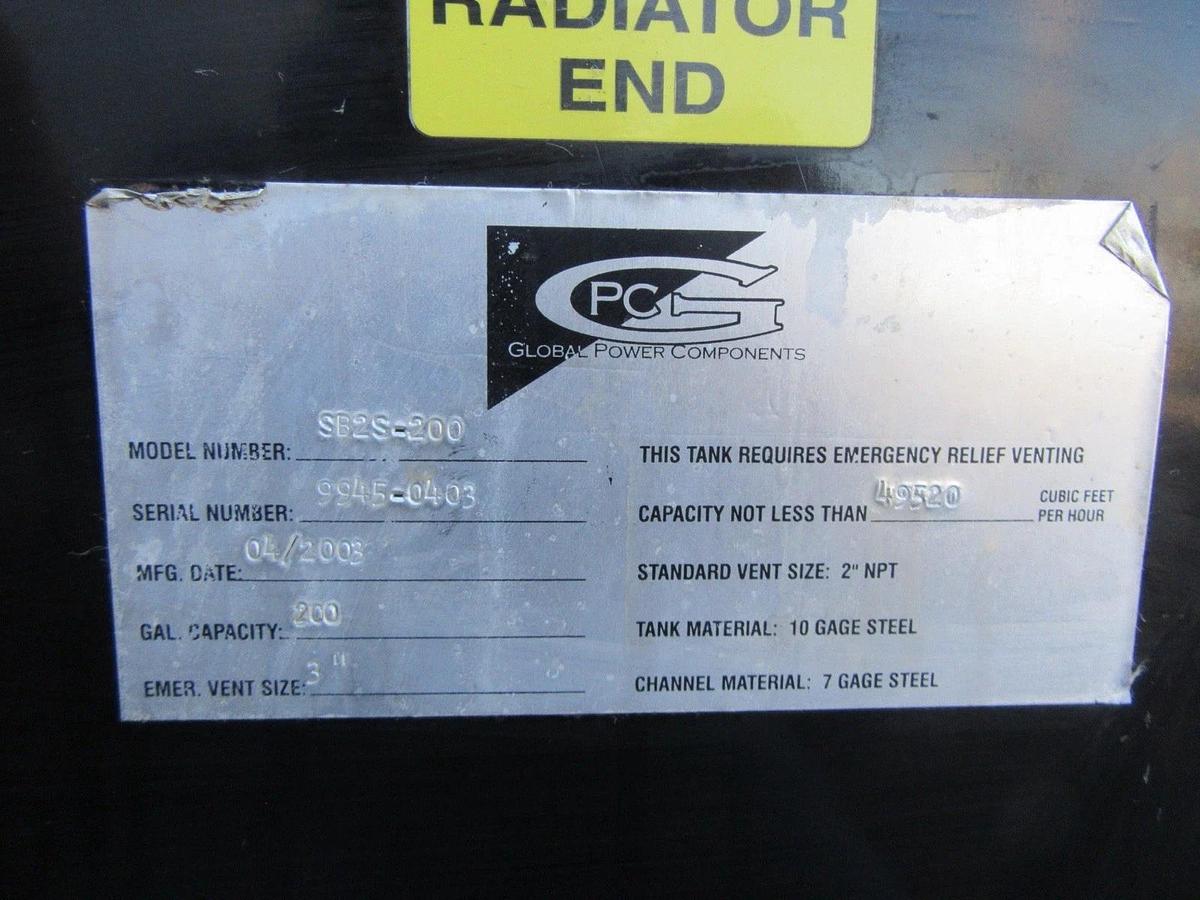 RADIATOR
END
PCG
GLOBAL POWER COMPONENTS
MODEL NUMBER: SB2S-200
SERIAL NUMBER: 9945-0403
MFG. DATE: 04/2003
GAL. CAPACITY: 200
EMER. VENT SIZE: 3"
THIS TANK REQUIRES EMERGENCY RELIEF VENTING
CAPACITY NOT LESS THAN 49520 CUBIC FEET PER HOUR
STANDARD VENT SIZE: 2" NPT
TANK MATERIAL: 10 GAGE STEEL
CHANNEL MATERIAL: 7 GAGE STEEL